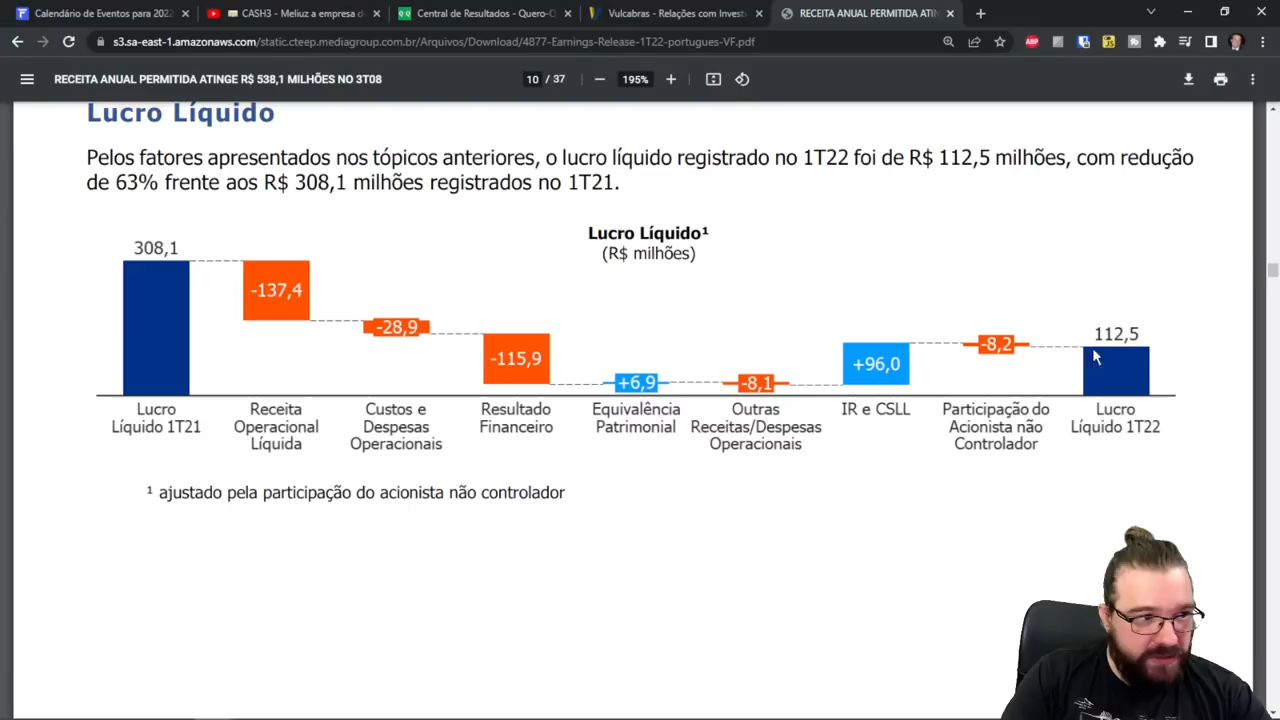 Calendário de Eventos para 2022
CASH3 - Meliuz a empresa d
Central de Resultados - Quero-Q
Vulcabras - Relações com Invest
RECEITA ANUAL PERMITIDA ATIN
s3.sa-east-1.amazonaws.com/static.cteep.mediagroup.com.br/Arquivos/Download/4877-Earnings-Release-1T22-portugues-VF.pdf
ABP
RECEITA ANUAL PERMITIDA ATINGE R$ 538,1 MILHÕES NO 3T08
10 / 37
195%
Lucro Líquido
Pelos fatores apresentados nos tópicos anteriores, o lucro líquido registrado no 1T22 foi de R$ 112,5 milhões, com redução
de 63% frente aos R$ 308,1 milhões registrados no 1T21.
Lucro Líquido¹
(R$ milhões)
308,1
-137,4
-28,9
-115,9
+6,9
-8,1
+96,0
-8,2
112,5
Lucro
Líquido 1T21
Receita
Operacional
Líquida
Custos e
Despesas
Operacionais
Resultado
Financeiro
Equivalência
Patrimonial
Outras
Receitas/Despesas
Operacionais
IR e CSLL
Participação do
Acionista não
Controlador
Lucro
Líquido 1T22
¹ ajustado pela participação do acionista não controlador